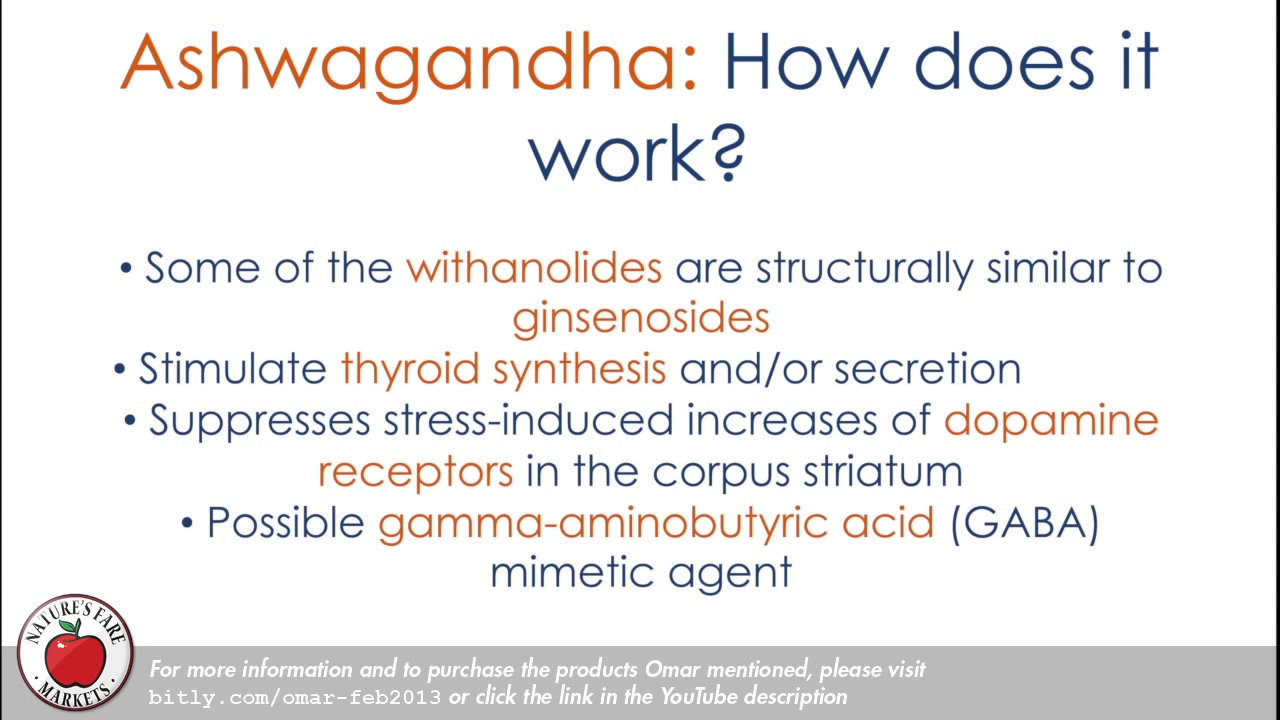 Ashwagandha: How does it
work?
• Some of the withanolides are structurally similar to
ginsenosides
• Stimulate thyroid synthesis and/or secretion
• Suppresses stress-induced increases of dopamine
receptors in the corpus striatum
• Possible gamma-aminobutyric acid (GABA)
mimetic agent
NATURE'S FARE
• MARKETS •
For more information and to purchase the products Omar mentioned, please visit
bitly.com/omar-feb2013 or click the link in the YouTube description